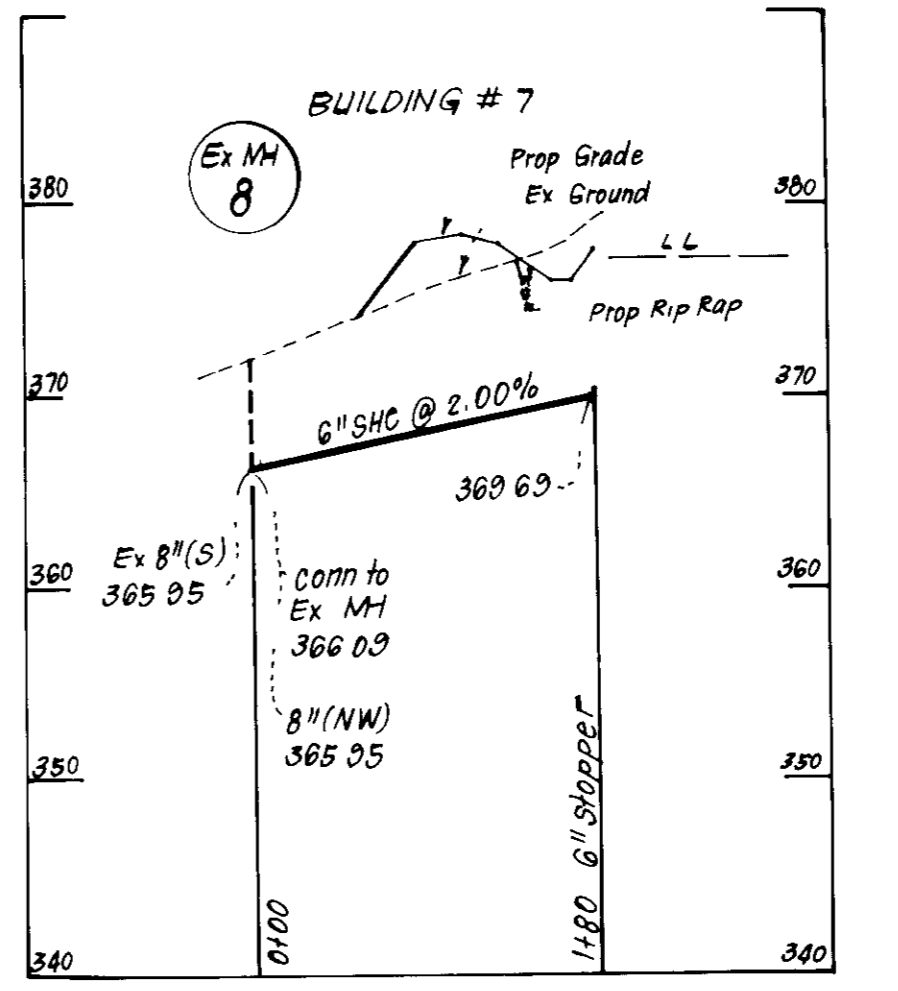 BUILDING # 7
Ex MH
8
Prop Grade
Ex Ground
380
380
LL
Prop Rip Rap
370
370
6" SHC @ 2.00%
369 69
Ex 8"(S)
365 95
360
360
Conn to
Ex MH
366 09
8"(NW)
365 95
350
350
0+00
1+80 6" Stopper
340
340